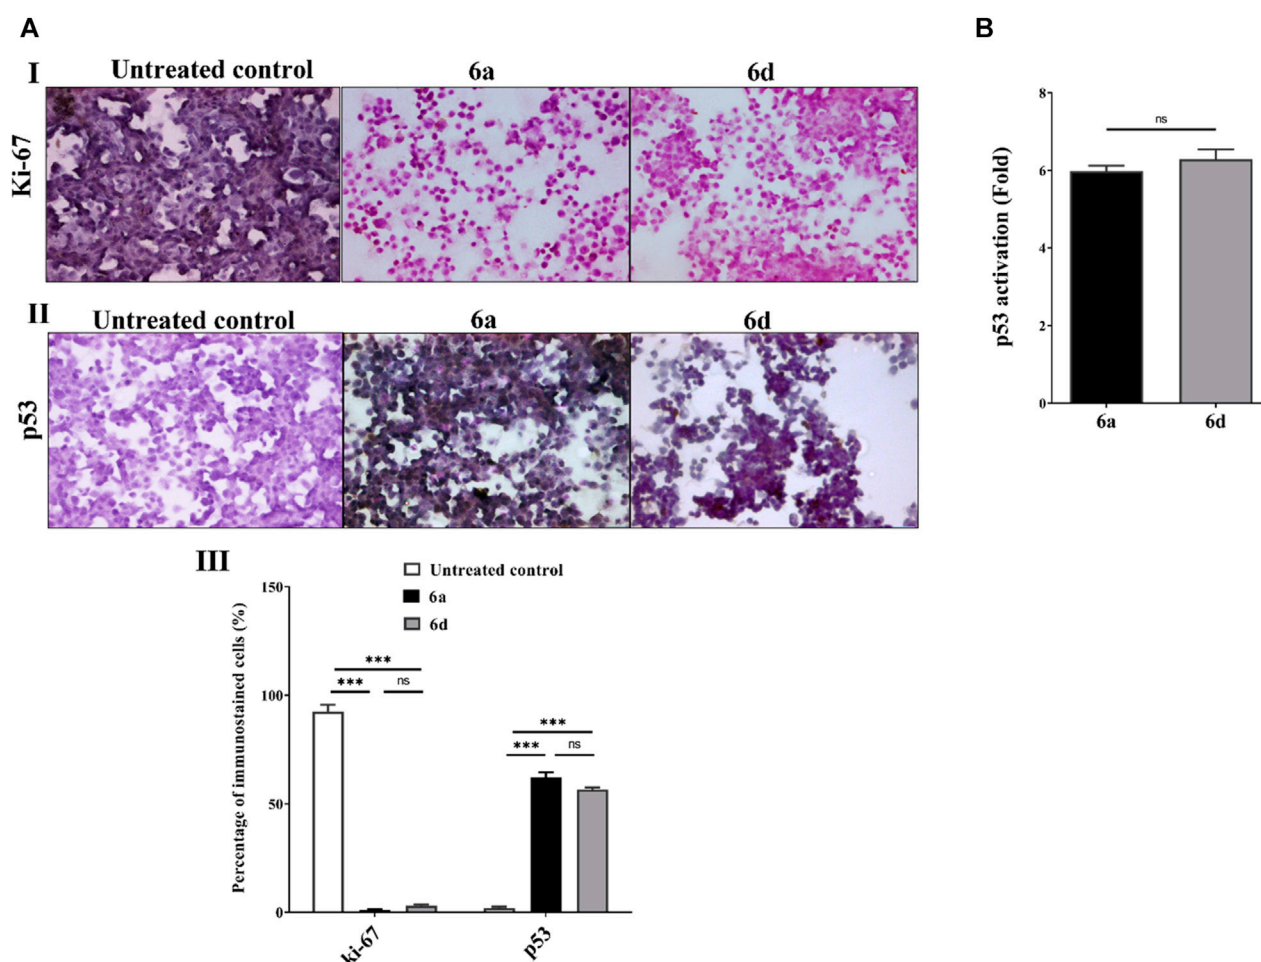 A
B
I
Untreated control 6a 6d
Ki-67
II
Untreated control 6a 6d
p53
III
Untreated control
6a
6d
Percentage of immunostained cells (%)
150
100
50
0
*** 
*** ns
***
*** ns
ki-67 p53
p53 activation (Fold)
8
6
4
2
0
ns
6a 6d